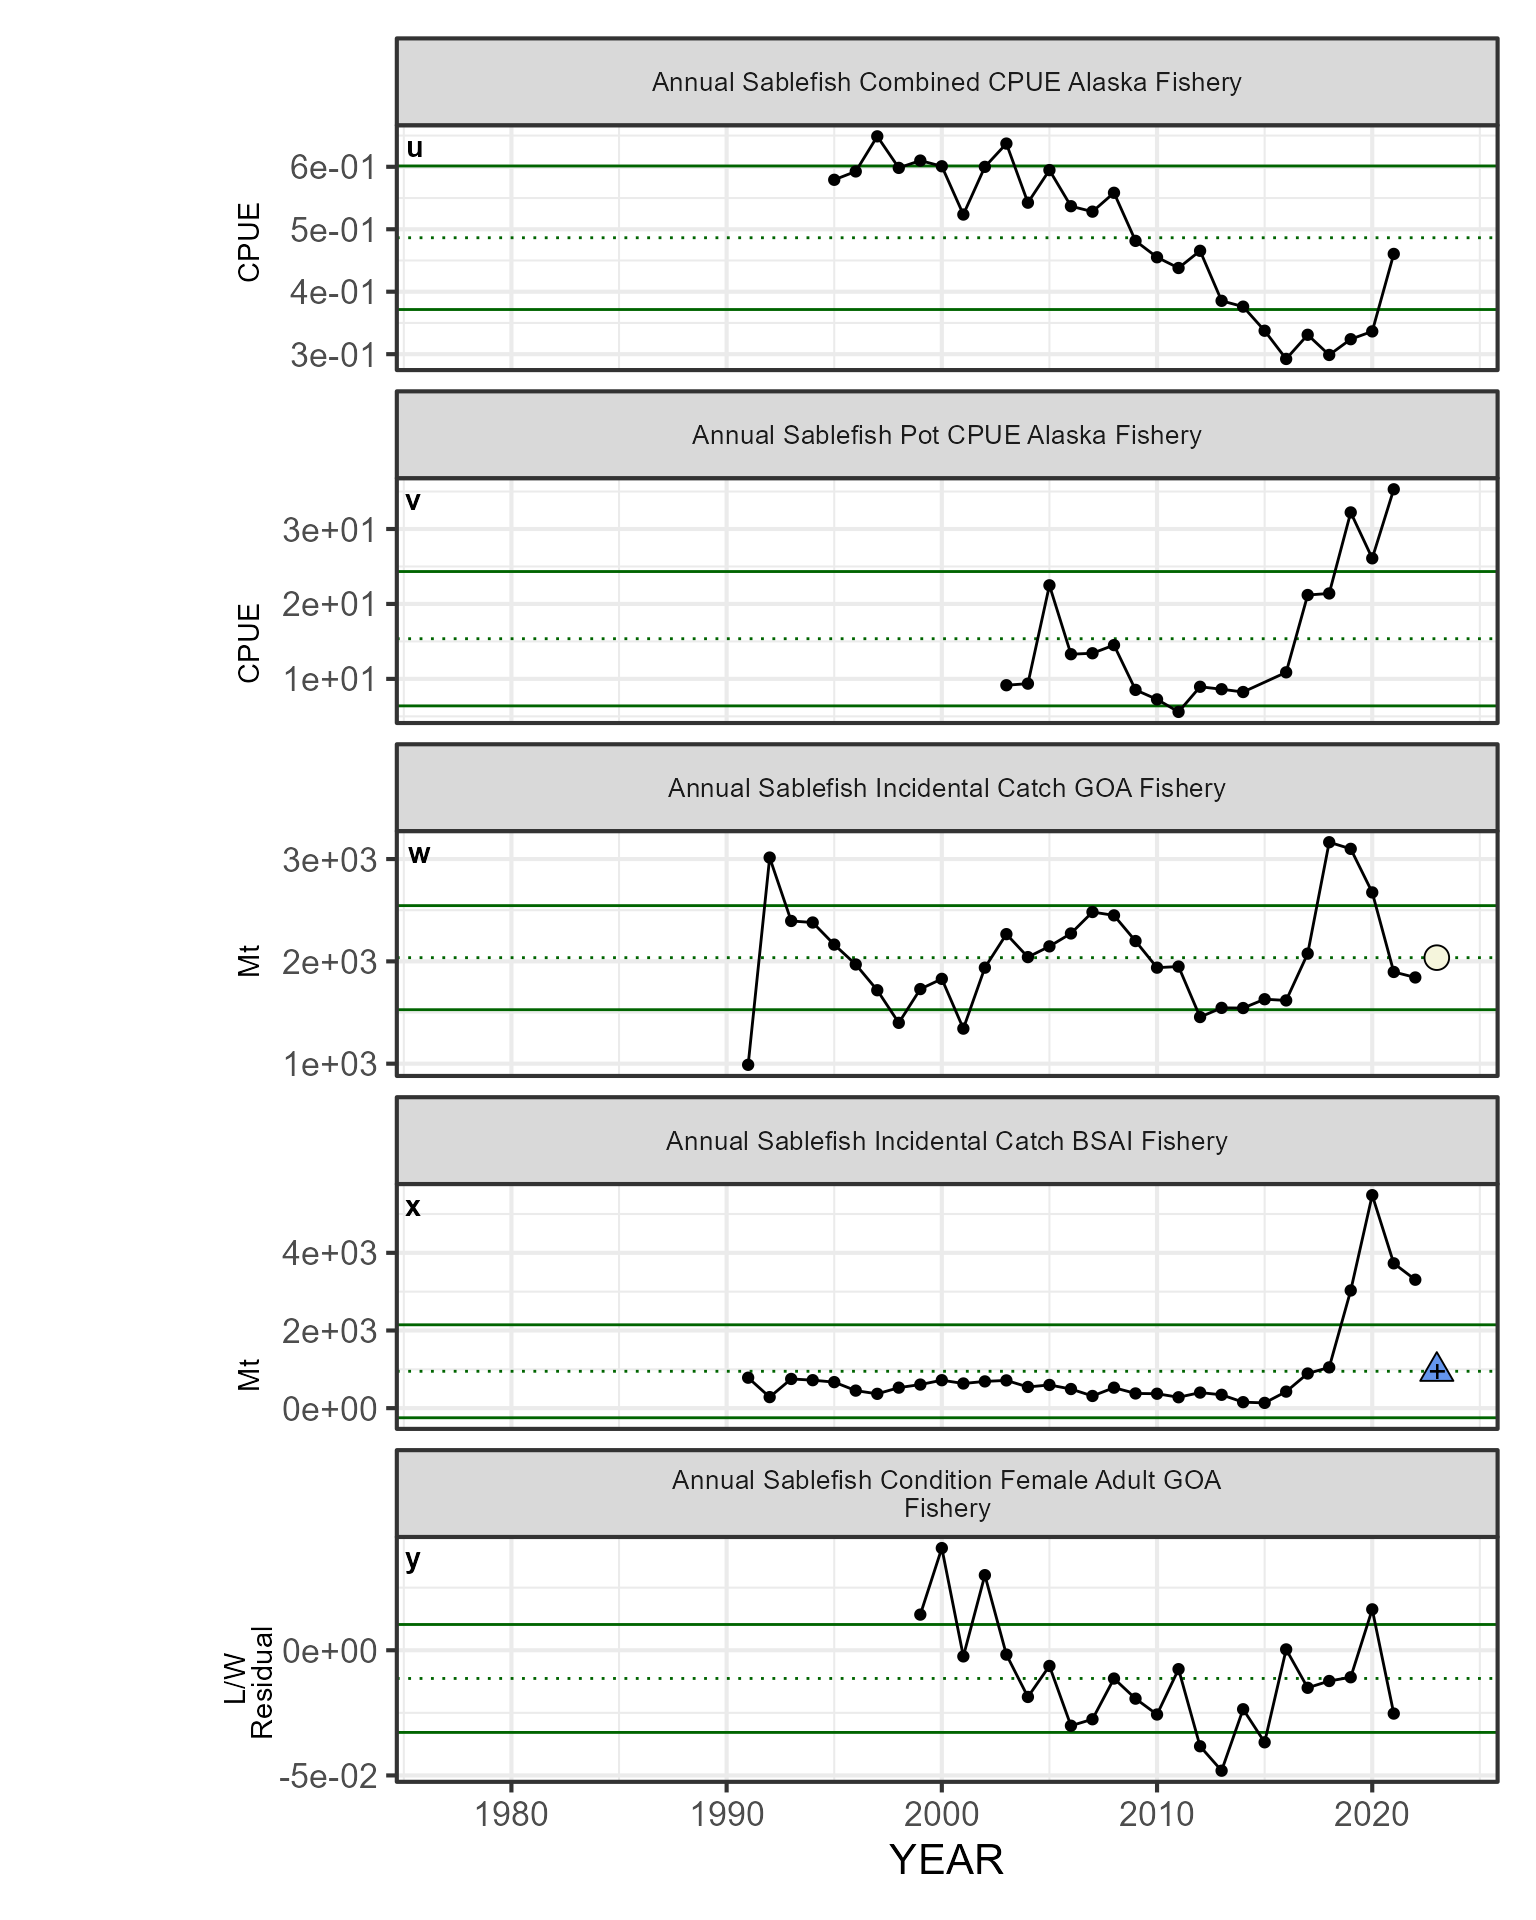 Annual Sablefish Combined CPUE Alaska Fishery
u
6e-01
5e-01
4e-01
3e-01
CPUE
Annual Sablefish Pot CPUE Alaska Fishery
v
3e+01
2e+01
1e+01
CPUE
Annual Sablefish Incidental Catch GOA Fishery
w
3e+03
2e+03
1e+03
Mt
Annual Sablefish Incidental Catch BSAI Fishery
x
4e+03
2e+03
0e+00
Mt
+
Annual Sablefish Condition Female Adult GOA
Fishery
y
0e+00
-5e-02
L/W
Residual
1980 1990 2000 2010 2020
YEAR